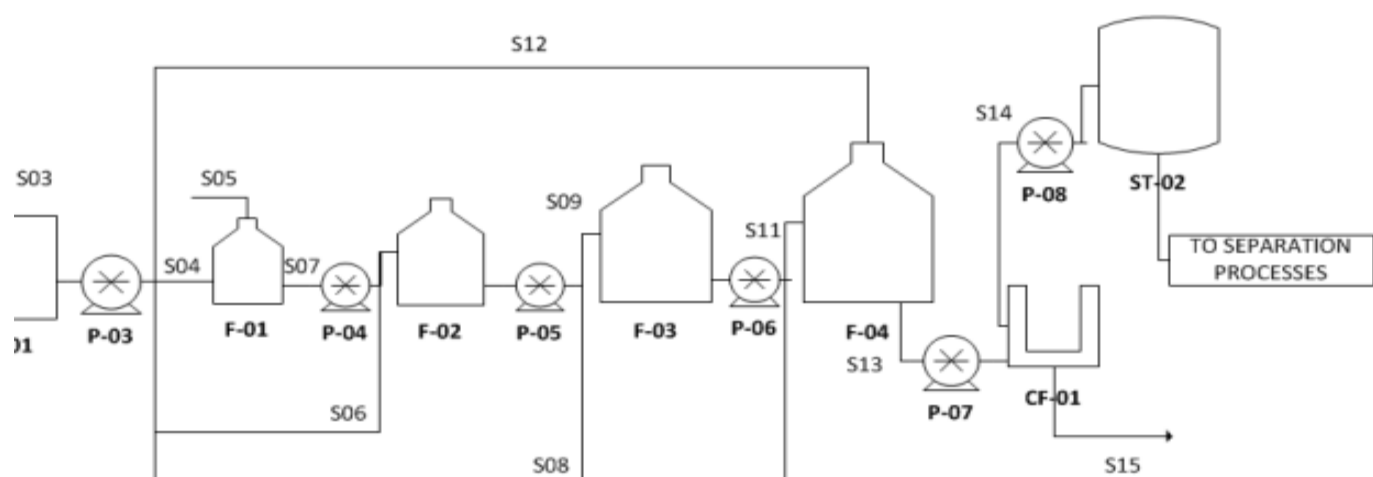 S12
S14
S03
S05
P-08
ST-02
S09
S11
TO SEPARATION
PROCESSES
S04
S07
01
P-03
F-01
P-04
F-02
P-05
F-03
P-06
F-04
S13
P-07
CF-01
S06
S08
S15